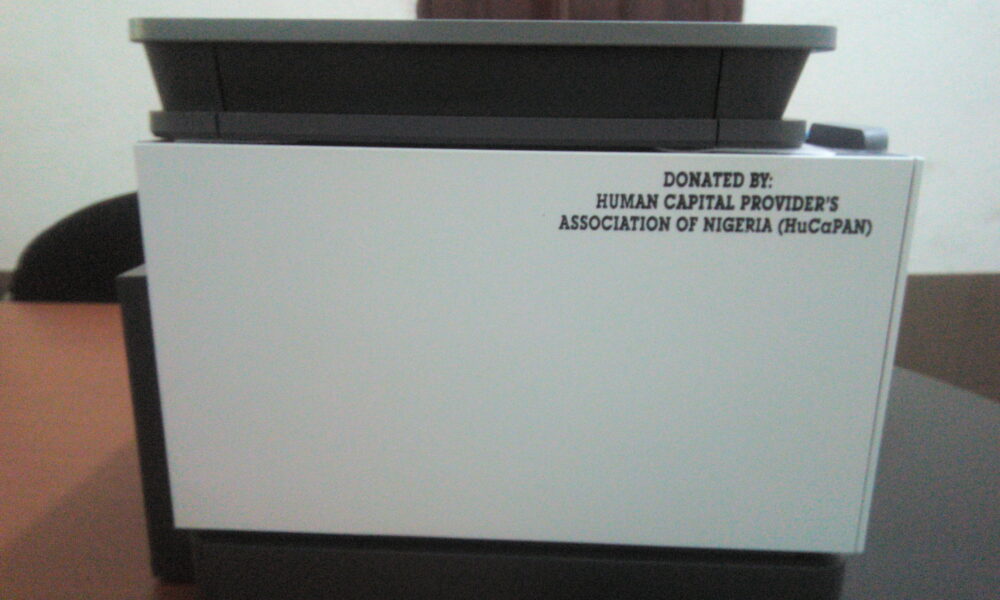 DONATED BY:
HUMAN CAPITAL PROVIDER'S
ASSOCIATION OF NIGERIA (HuCaPAN)